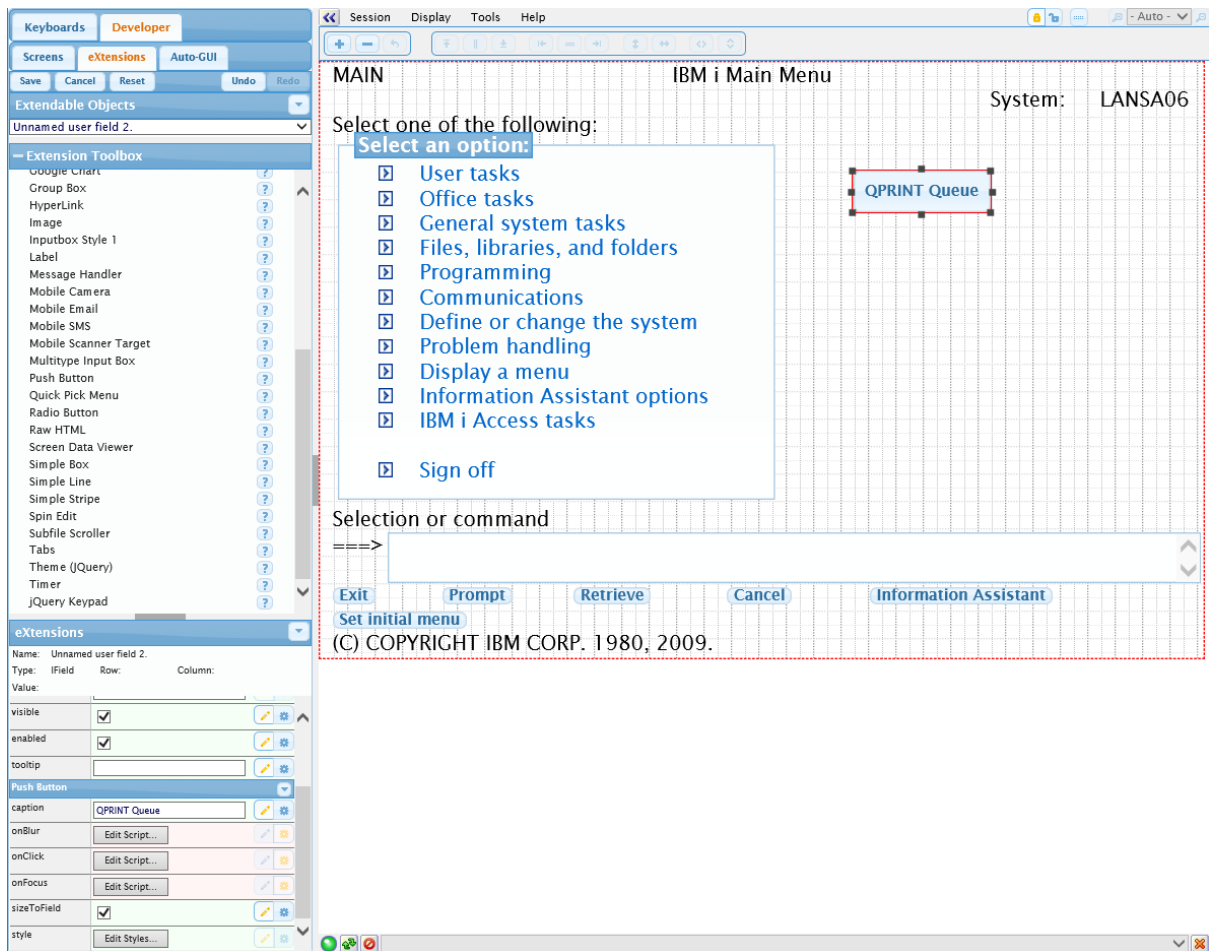 Keyboards Developer
Screens eXtensions Auto-GUI
Save Cancel Reset Undo Redo
Extendable Objects
Unnamed user field 2.
Extension Toolbox
Google Chart ?
Group Box ?
HyperLink ?
Image ?
Inputbox Style 1 ?
Label ?
Message Handler ?
Mobile Camera ?
Mobile Email ?
Mobile SMS ?
Mobile Scanner Target ?
Multitype Input Box ?
Push Button ?
Quick Pick Menu ?
Radio Button ?
Raw HTML ?
Screen Data Viewer ?
Simple Box ?
Simple Line ?
Simple Stripe ?
Spin Edit ?
Subfile Scroller ?
Tabs ?
Theme (JQuery) ?
Timer ?
jQuery Keypad ?
eXtensions
Name: Unnamed user field 2.
Type: IField Row: Column:
Value:
visible
enabled
tooltip
Push Button
caption QPRINT Queue
onBlur Edit Script...
onClick Edit Script...
onFocus Edit Script...
sizeToField
style Edit Styles...
Session Display Tools Help
- Auto -
MAIN IBM i Main Menu
System: LANSA06
Select one of the following:
Select an option:
User tasks
Office tasks
General system tasks
Files, libraries, and folders
Programming
Communications
Define or change the system
Problem handling
Display a menu
Information Assistant options
IBM i Access tasks
Sign off
QPRINT Queue
Selection or command
===>
Exit Prompt Retrieve Cancel Information Assistant
Set initial menu
(C) COPYRIGHT IBM CORP. 1980, 2009.